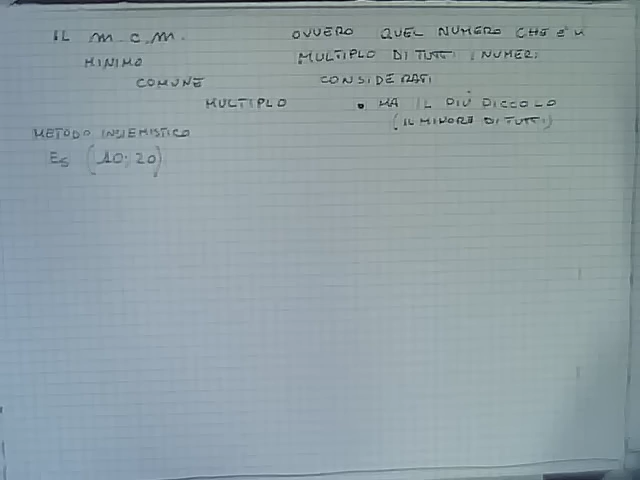 IL m.c.m. OVVERO QUEL NUMERO CHE È
MINIMO MULTIPLO DI TUTTI I NUMERI
COMUNE CONSIDERATI
MULTIPLO • MA IL PIÙ PICCOLO
(IL MINORE DI TUTTI)
METODO INSIEMISTICO
ES (10; 20)